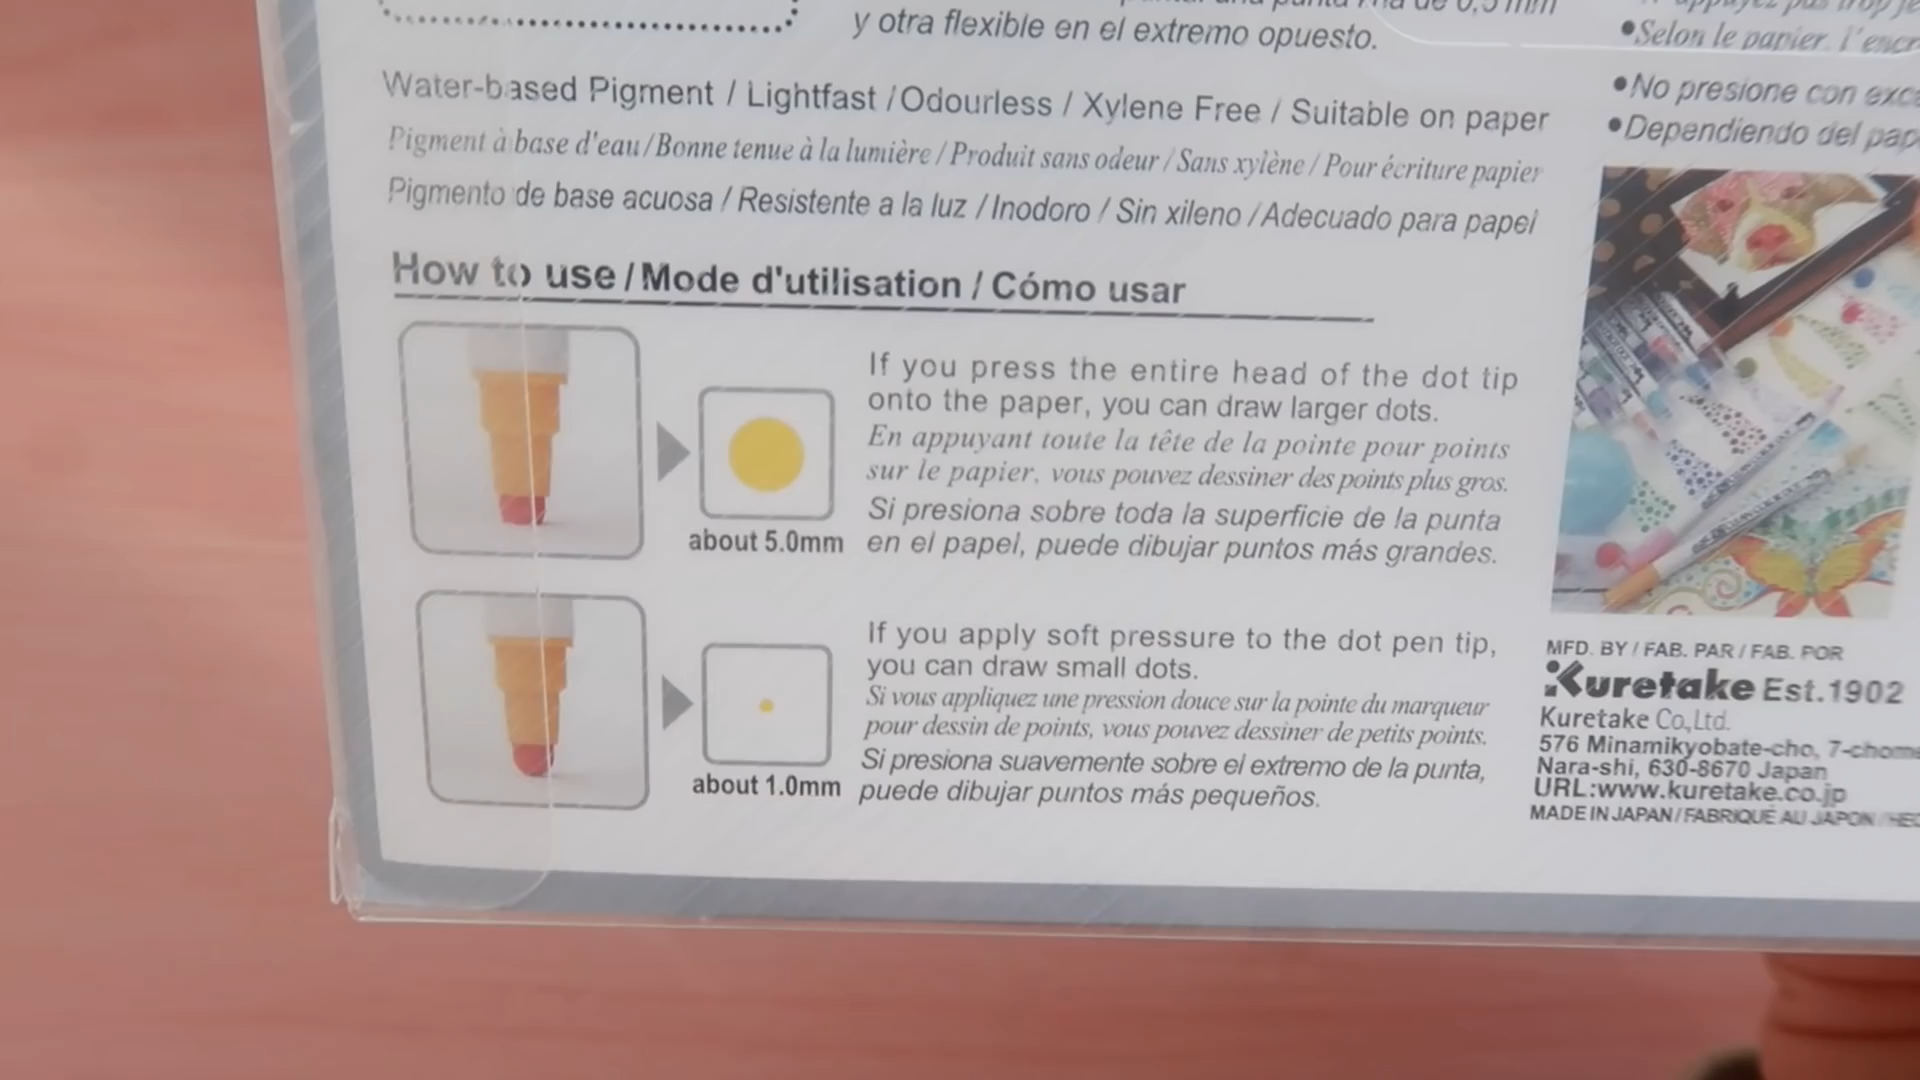 y otra flexible en el extremo opuesto.
Water-based Pigment / Lightfast / Odourless / Xylene Free / Suitable on paper
Pigment à base d'eau / Bonne tenue à la lumière / Produit sans odeur / Sans xylène / Pour écriture papier
Pigmento de base acuosa / Resistente a la luz / Inodoro / Sin xileno / Adecuado para papel
How to use / Mode d'utilisation / Cómo usar
If you press the entire head of the dot tip
onto the paper, you can draw larger dots.
En appuyant toute la tête de la pointe pour points
sur le papier, vous pouvez dessiner des points plus gros.
Si presiona sobre toda la superficie de la punta
en el papel, puede dibujar puntos más grandes.
about 5.0mm
If you apply soft pressure to the dot pen tip,
you can draw small dots.
Si vous appliquez une pression douce sur la pointe du marqueur
pour dessin de points, vous pouvez dessiner de petits points.
Si presiona suavemente sobre el extremo de la punta,
puede dibujar puntos más pequeños.
about 1.0mm
•Selon le papier, l'encr
•No presione con exc
•Dependiendo del pap
MFD. BY / FAB. PAR / FAB. POR
Kuretake Est.1902
Kuretake Co.,Ltd.
576 Minamikyobate-cho, 7-chome
Nara-shi, 630-8670 Japan
URL:www.kuretake.co.jp
MADE IN JAPAN / FABRIQUÉ AU JAPON / HEC